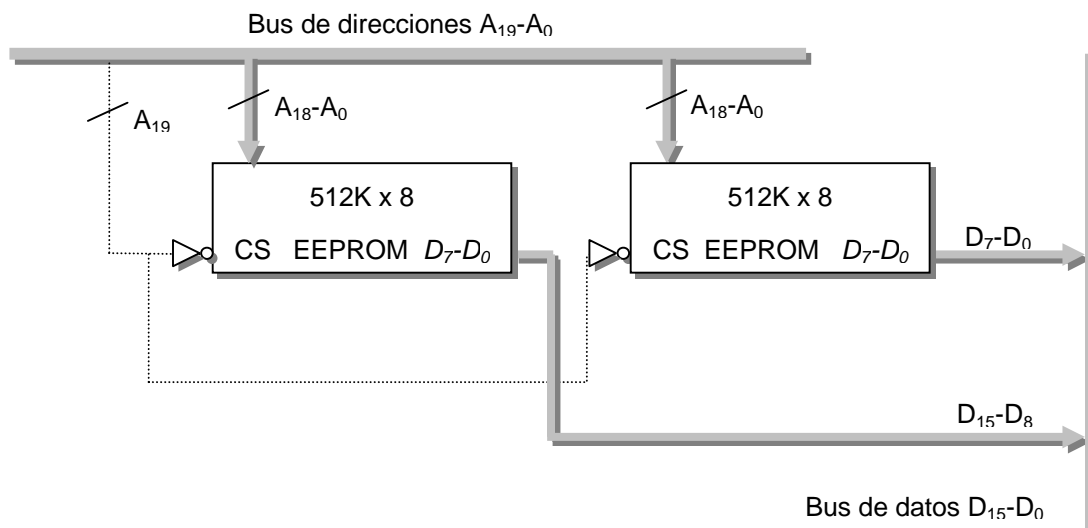 Bus de direcciones A₁₉-A₀
A₁₉
A₁₈-A₀
A₁₈-A₀
512K x 8
CS EEPROM D₇-D₀
512K x 8
CS EEPROM D₇-D₀
D₇-D₀
D₁₅-D₈
Bus de datos D₁₅-D₀